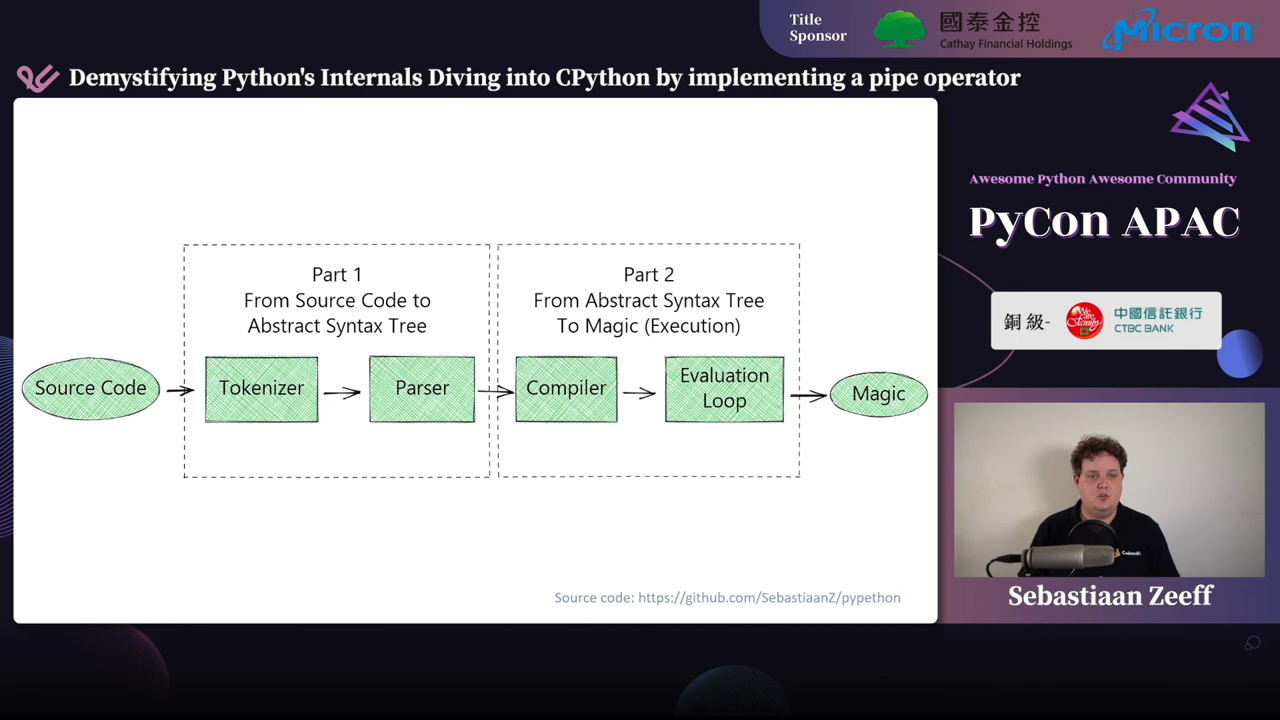 Title
Sponsor
國泰金控
Cathay Financial Holdings
Micron
Demystifying Python's Internals Diving into CPython by implementing a pipe operator
Part 1
From Source Code to
Abstract Syntax Tree
Part 2
From Abstract Syntax Tree
To Magic (Execution)
Source Code
Tokenizer
Parser
Compiler
Evaluation
Loop
Magic
Source code: https://github.com/SebastiaanZ/pypethon
Awesome Python Awesome Community
PyCon APAC
銅級-
We are
family
中國信託銀行
CTBC BANK
Sebastiaan Zeeff